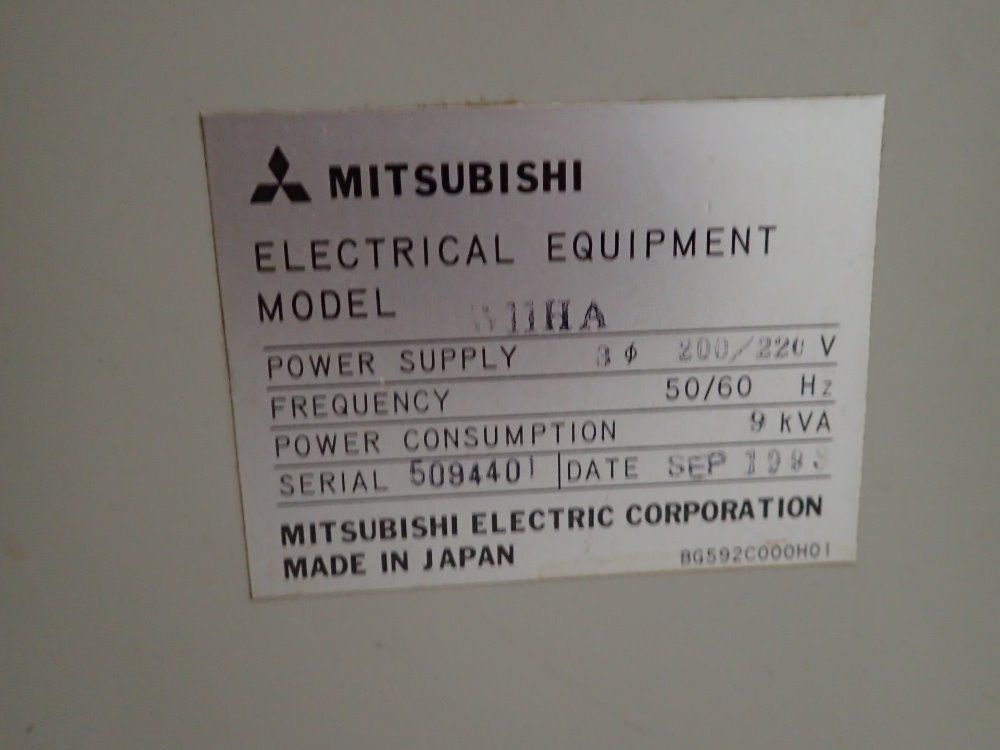 MITSUBISHI
ELECTRICAL EQUIPMENT
MODEL
POWER SUPPLY 3 φ 200/220 V
FREQUENCY 50/60 Hz
POWER CONSUMPTION 9 kVA
SERIAL 5094401 DATE SEP
MITSUBISHI ELECTRIC CORPORATION
MADE IN JAPAN BG592C000H01